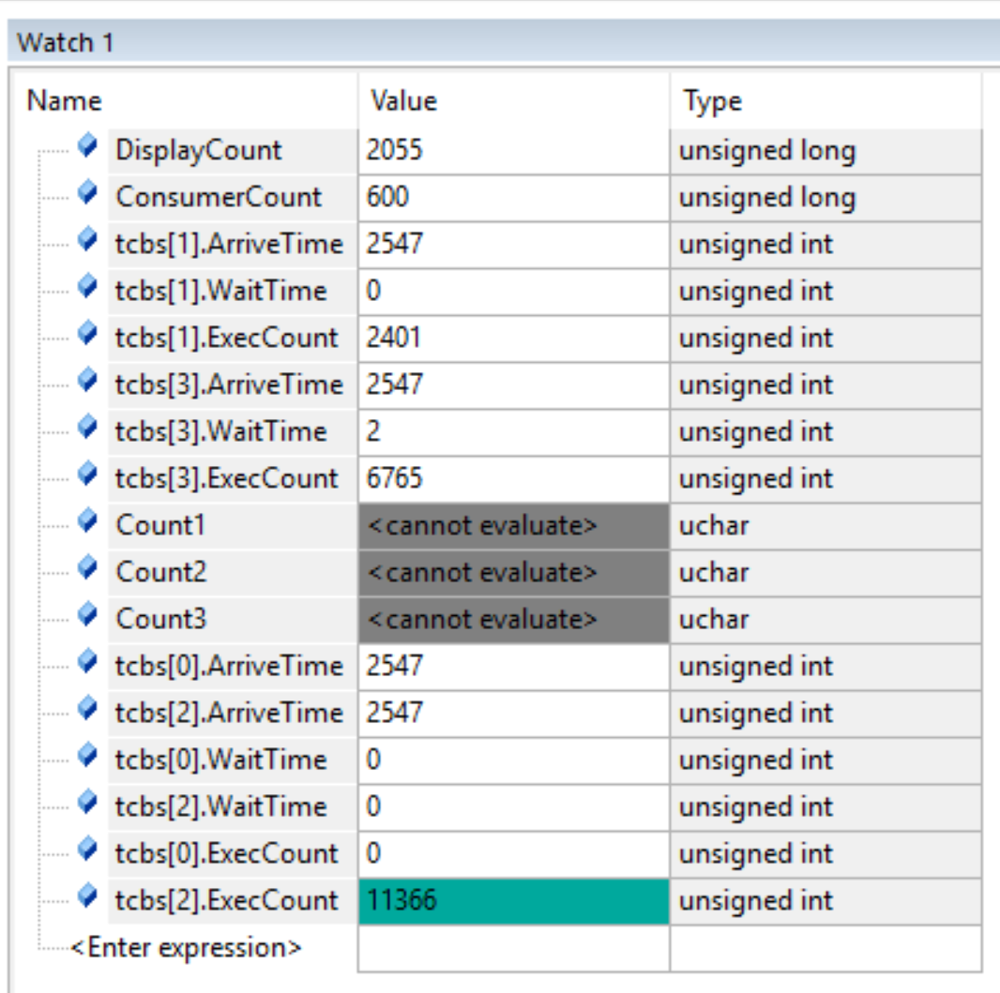 Watch 1
Name Value Type
DisplayCount 2055 unsigned long
ConsumerCount 600 unsigned long
tcbs[1].ArriveTime 2547 unsigned int
tcbs[1].WaitTime 0 unsigned int
tcbs[1].ExecCount 2401 unsigned int
tcbs[3].ArriveTime 2547 unsigned int
tcbs[3].WaitTime 2 unsigned int
tcbs[3].ExecCount 6765 unsigned int
Count1 <cannot evaluate> uchar
Count2 <cannot evaluate> uchar
Count3 <cannot evaluate> uchar
tcbs[0].ArriveTime 2547 unsigned int
tcbs[2].ArriveTime 2547 unsigned int
tcbs[0].WaitTime 0 unsigned int
tcbs[2].WaitTime 0 unsigned int
tcbs[0].ExecCount 0 unsigned int
tcbs[2].ExecCount 11366 unsigned int
<Enter expression>